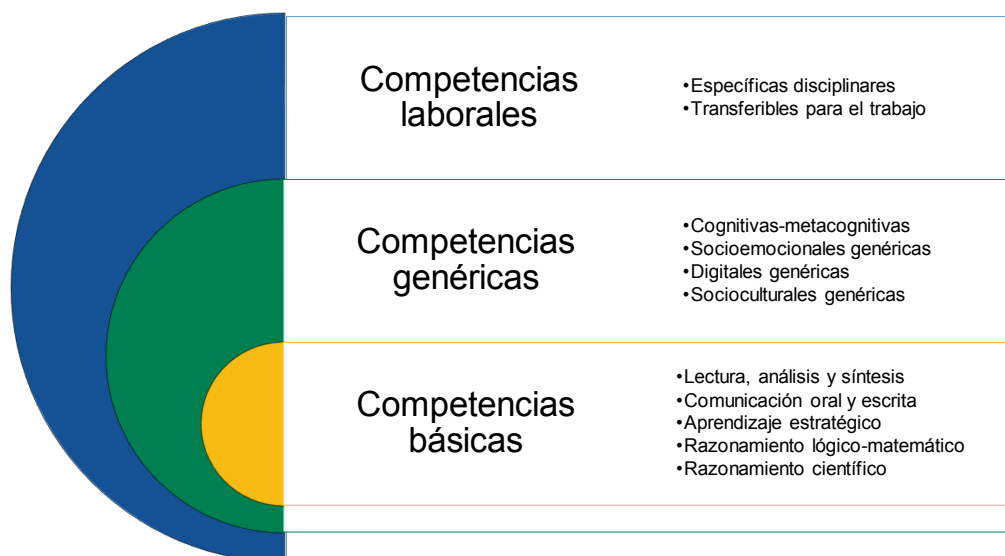 Competencias
laborales
•Específicas disciplinares
•Transferibles para el trabajo
Competencias
genéricas
•Cognitivas-metacognitivas
•Socioemocionales genéricas
•Digitales genéricas
•Socioculturales genéricas
Competencias
básicas
•Lectura, análisis y síntesis
•Comunicación oral y escrita
•Aprendizaje estratégico
•Razonamiento lógico-matemático
•Razonamiento científico